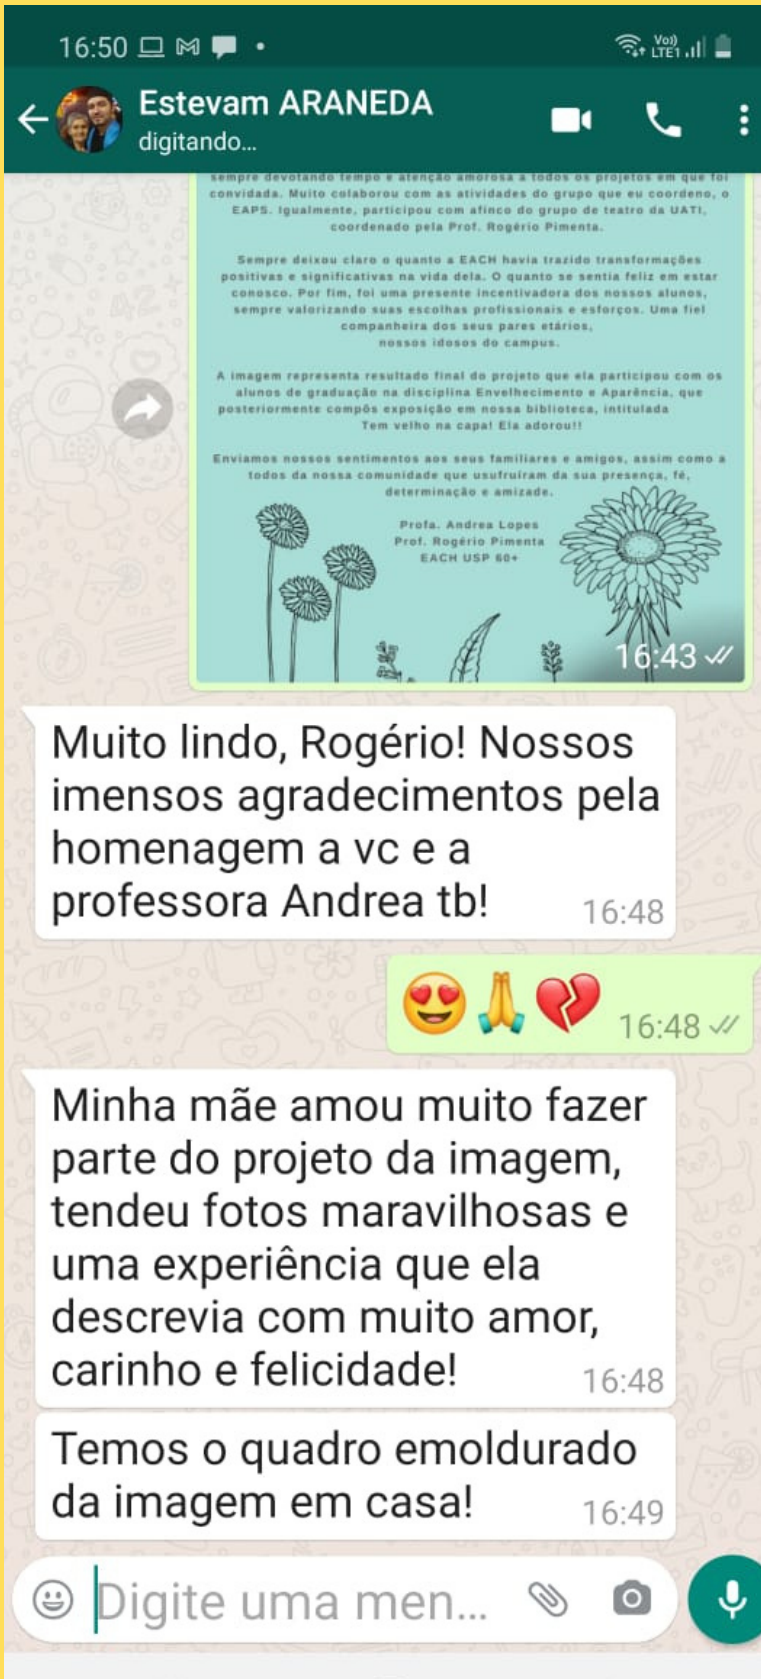 16:50
Vo))
LTE1
Estevam ARANEDA
digitando...
sempre devotando tempo e atenção amorosa a todos os projetos em que foi
convidada. Muito colaborou com as atividades do grupo que eu coordeno, o
EAPS. Igualmente, participou com afinco do grupo de teatro da UATI,
coordenado pela Prof. Rogério Pimenta.
Sempre deixou claro o quanto a EACH havia trazido transformações
positivas e significativas na vida dela. O quanto se sentia feliz em estar
conosco. Por fim, foi uma presente incentivadora dos nossos alunos,
sempre valorizando suas escolhas profissionais e esforços. Uma fiel
companheira dos seus pares etários,
nossos idosos do campus.
A imagem representa resultado final do projeto que ela participou com os
alunos de graduação na disciplina Envelhecimento e Aparência, que
posteriormente compôs exposição em nossa biblioteca, intitulada
Tem velho na capa! Ela adorou!!
Enviamos nossos sentimentos aos seus familiares e amigos, assim como a
todos da nossa comunidade que usufruíram da sua presença, fé,
determinação e amizade.
Profa. Andrea Lopes
Prof. Rogério Pimenta
EACH USP 60+
16:43
Muito lindo, Rogério! Nossos
imensos agradecimentos pela
homenagem a vc e a
professora Andrea tb!
16:48
😍🙏💔 16:48
Minha mãe amou muito fazer
parte do projeto da imagem,
tendeu fotos maravilhosas e
uma experiência que ela
descrevia com muito amor,
carinho e felicidade!
16:48
Temos o quadro emoldurado
da imagem em casa!
16:49
Digite uma men...